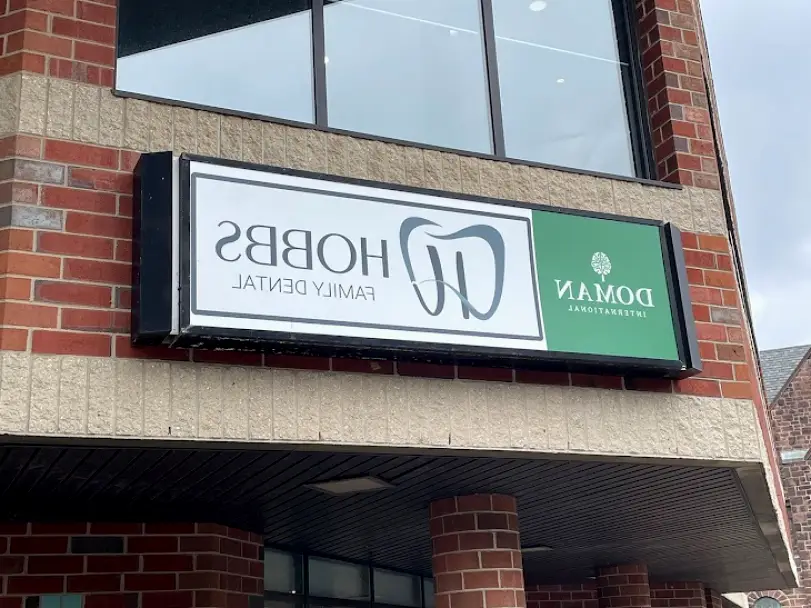 HOBBS
FAMILY DENTAL
DOMAN
INTERNATIONAL